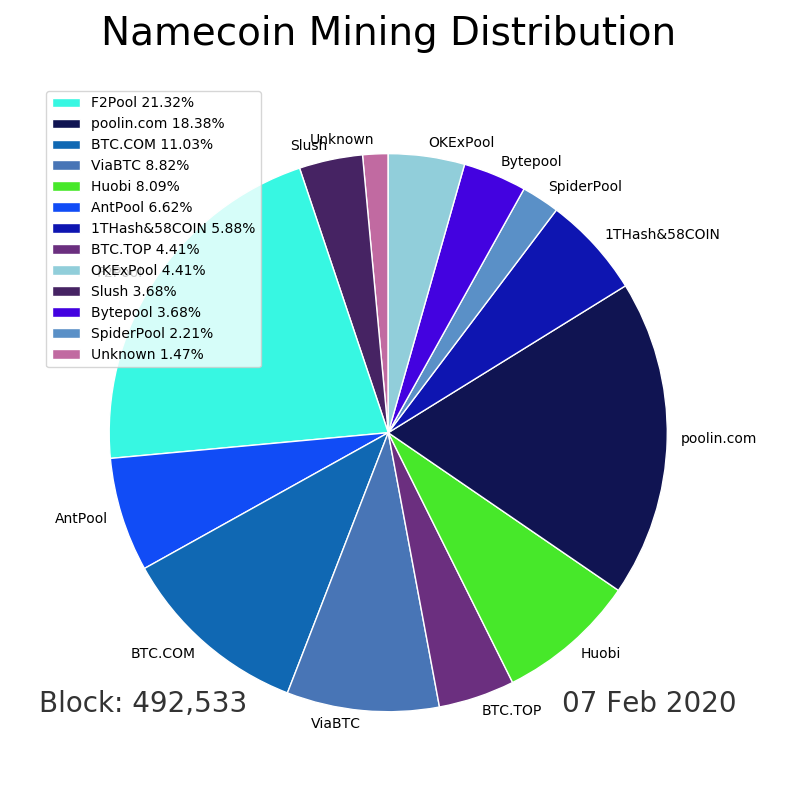 Namecoin Mining Distribution
F2Pool 21.32%
poolin.com 18.38%
BTC.COM 11.03%
ViaBTC 8.82%
Huobi 8.09%
AntPool 6.62%
1THash&58COIN 5.88%
BTC.TOP 4.41%
OKExPool 4.41%
Slush 3.68%
Bytepool 3.68%
SpiderPool 2.21%
Unknown 1.47%
Unknown
Slush
OKExPool
Bytepool
SpiderPool
1THash&58COIN
poolin.com
Huobi
BTC.TOP
ViaBTC
BTC.COM
AntPool
Block: 492,533
07 Feb 2020